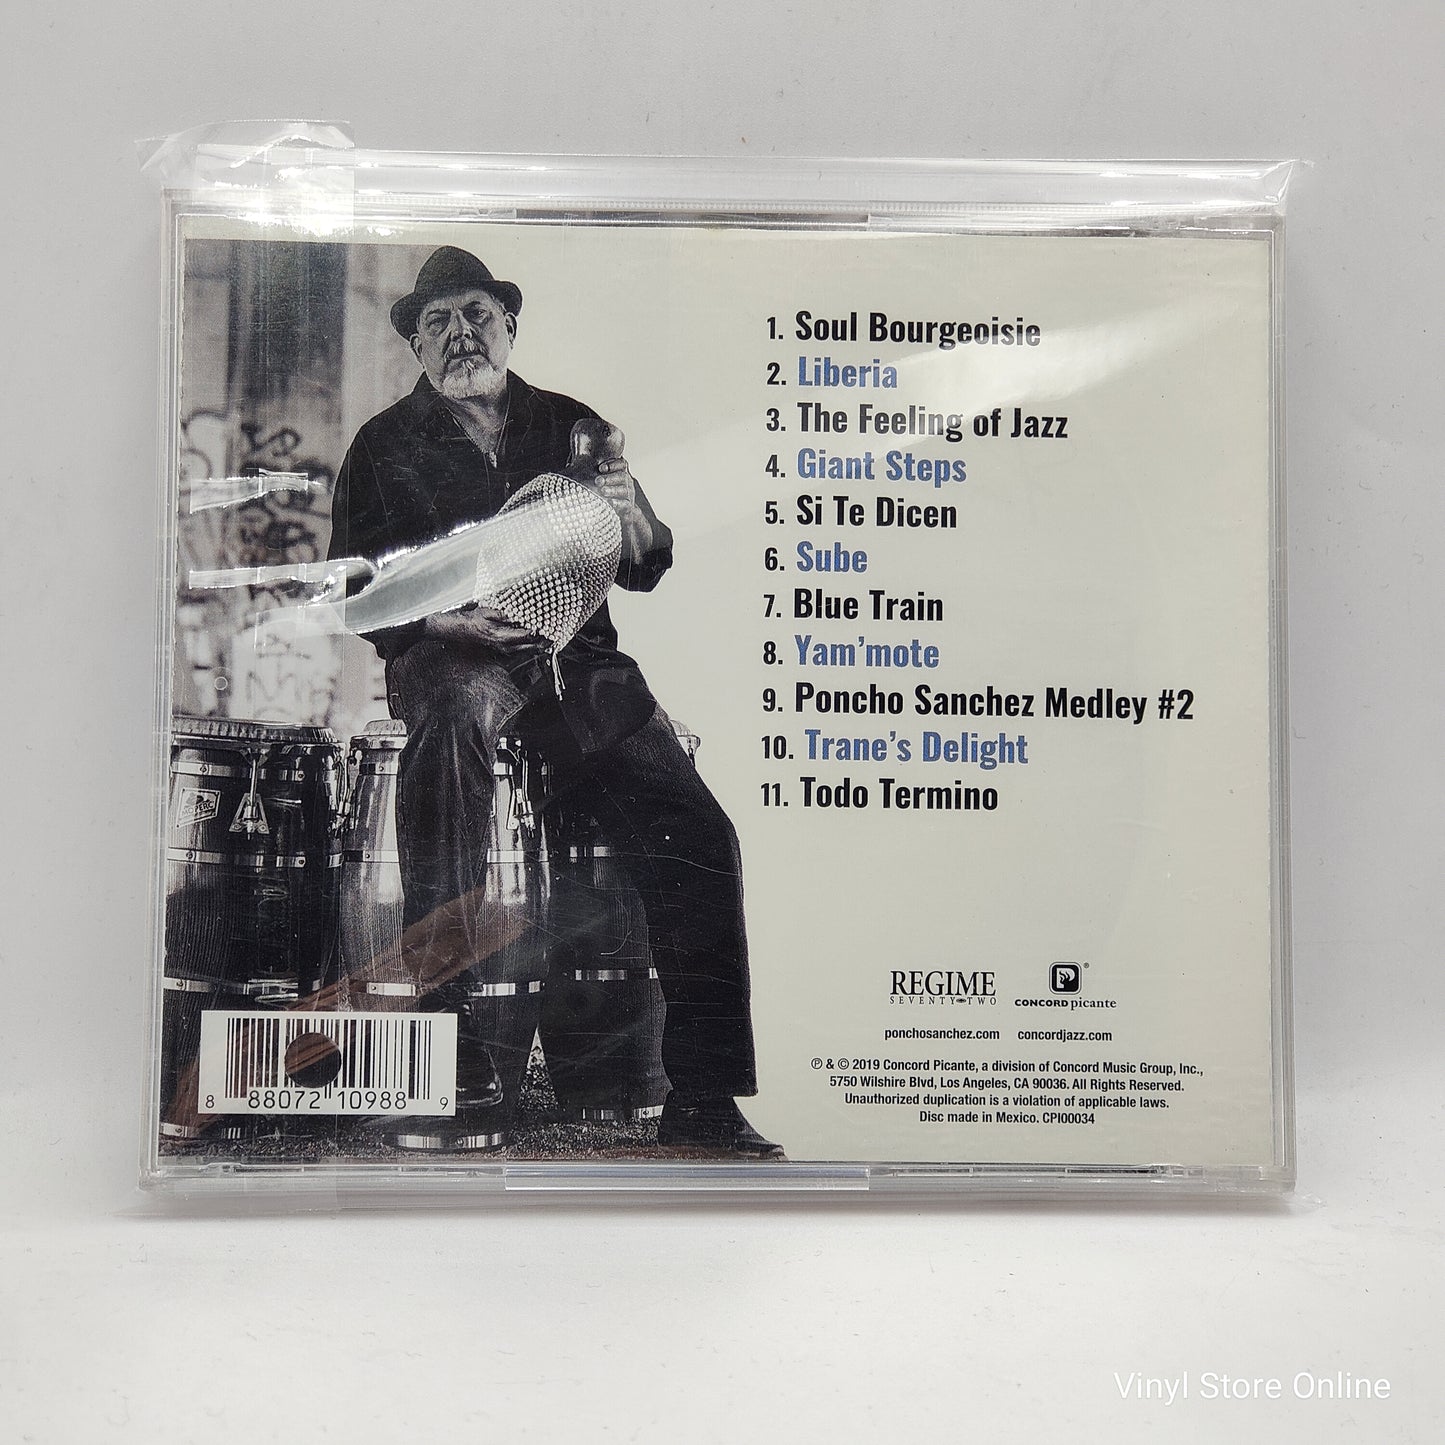 1. Soul Bourgeoisie
2. Liberia
3. The Feeling of Jazz
4. Giant Steps
5. Si Te Dicen
6. Sube
7. Blue Train
8. Yam’mote
9. Poncho Sanchez Medley #2
10. Trane’s Delight
11. Todo Termino
REGIME
SEVENTY TWO
CONCORD picante
ponchosanchez.com concordjazz.com
℗ & © 2019 Concord Picante, a division of Concord Music Group, Inc.,
5750 Wilshire Blvd, Los Angeles, CA 90036. All Rights Reserved.
Unauthorized duplication is a violation of applicable laws.
Disc made in Mexico. CPI00034
8 88072 10988 9
Vinyl Store Online